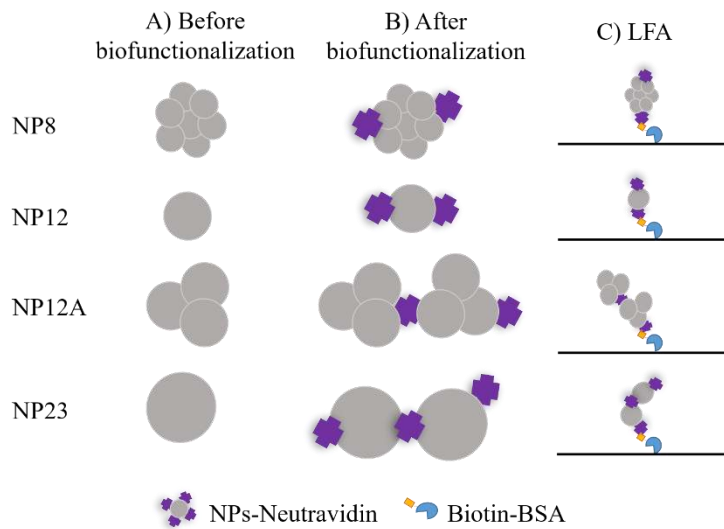 A) Before
biofunctionalization
B) After
biofunctionalization
C) LFA
NP8
NP12
NP12A
NP23
NPs-Neutravidin
Biotin-BSA